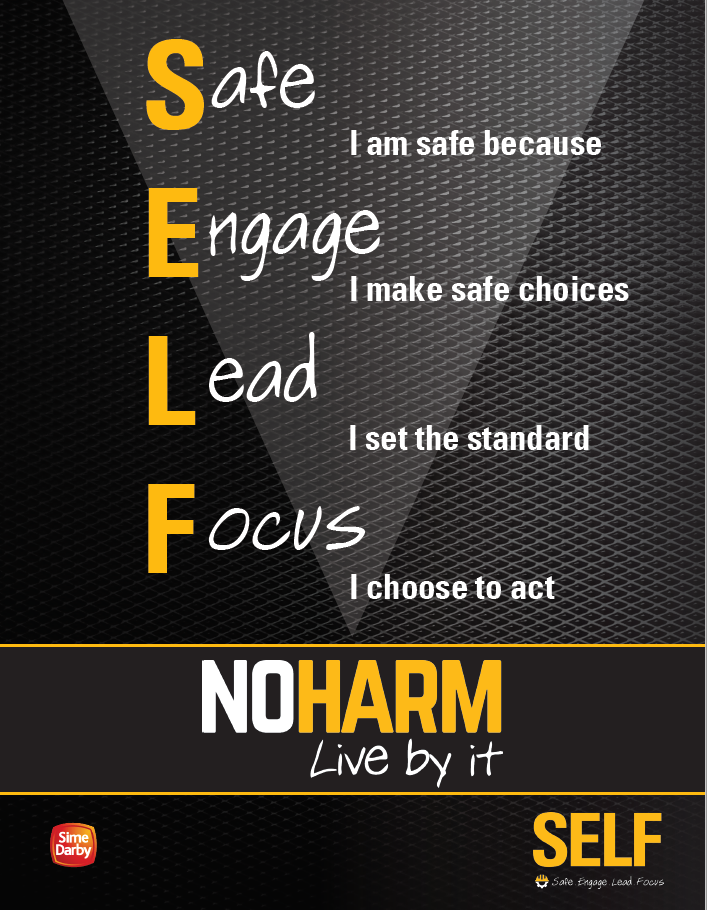 Safe
I am safe because
Engage
I make safe choices
Lead
I set the standard
Focus
I choose to act
NOHARM
Live by it
Sime
Darby
SELF
Safe Engage Lead Focus